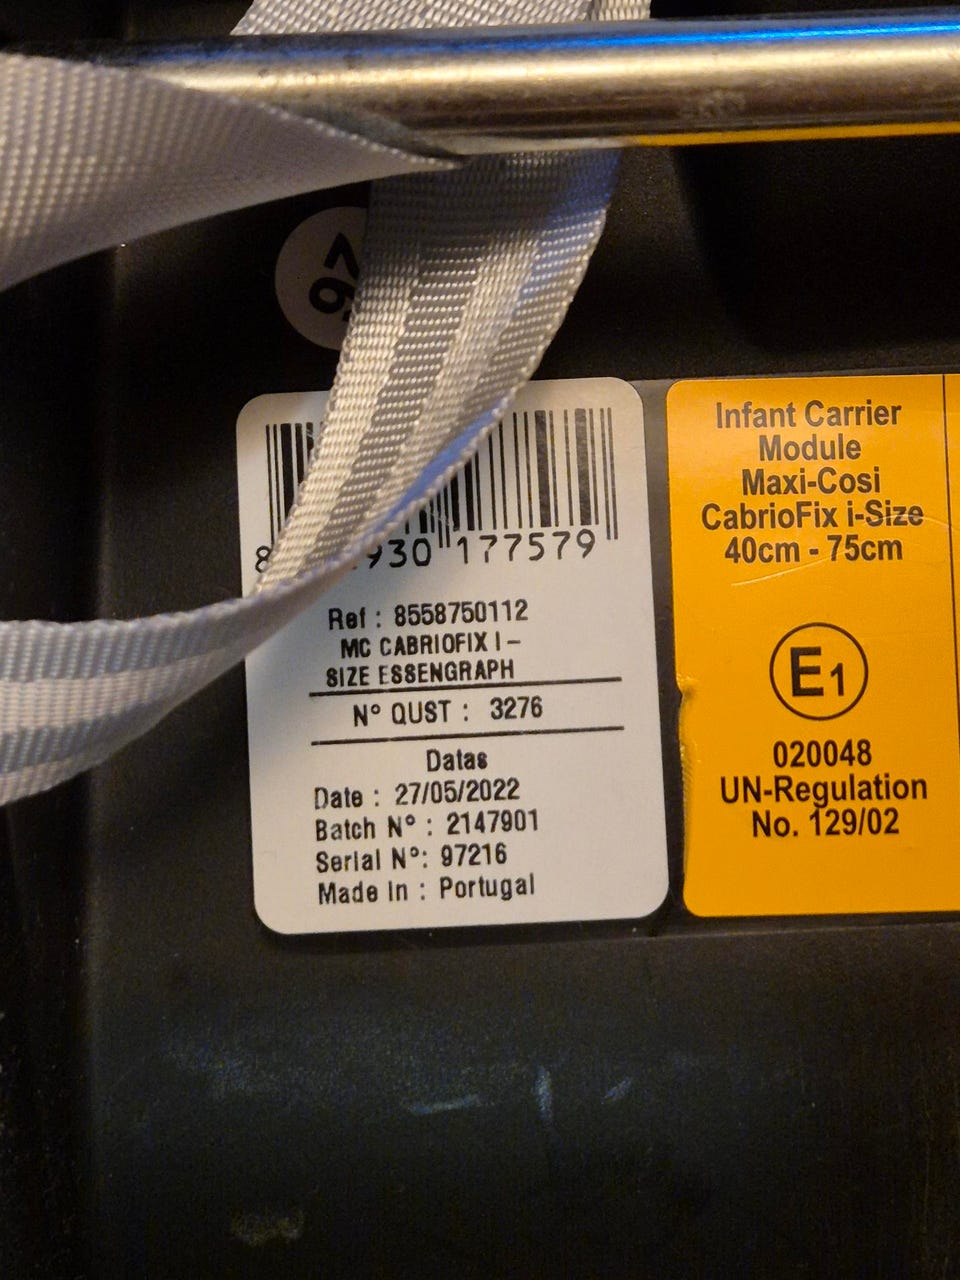 97
8 930 177579
Ref : 8558750112
MC CABRIOFIX I -
SIZE ESSENGRAPH
N° QUST : 3276
Datas
Date : 27/05/2022
Batch N° : 2147901
Serial N°: 97216
Made In : Portugal
Infant Carrier
Module
Maxi-Cosi
CabrioFix i-Size
40cm - 75cm
E1
020048
UN-Regulation
No. 129/02